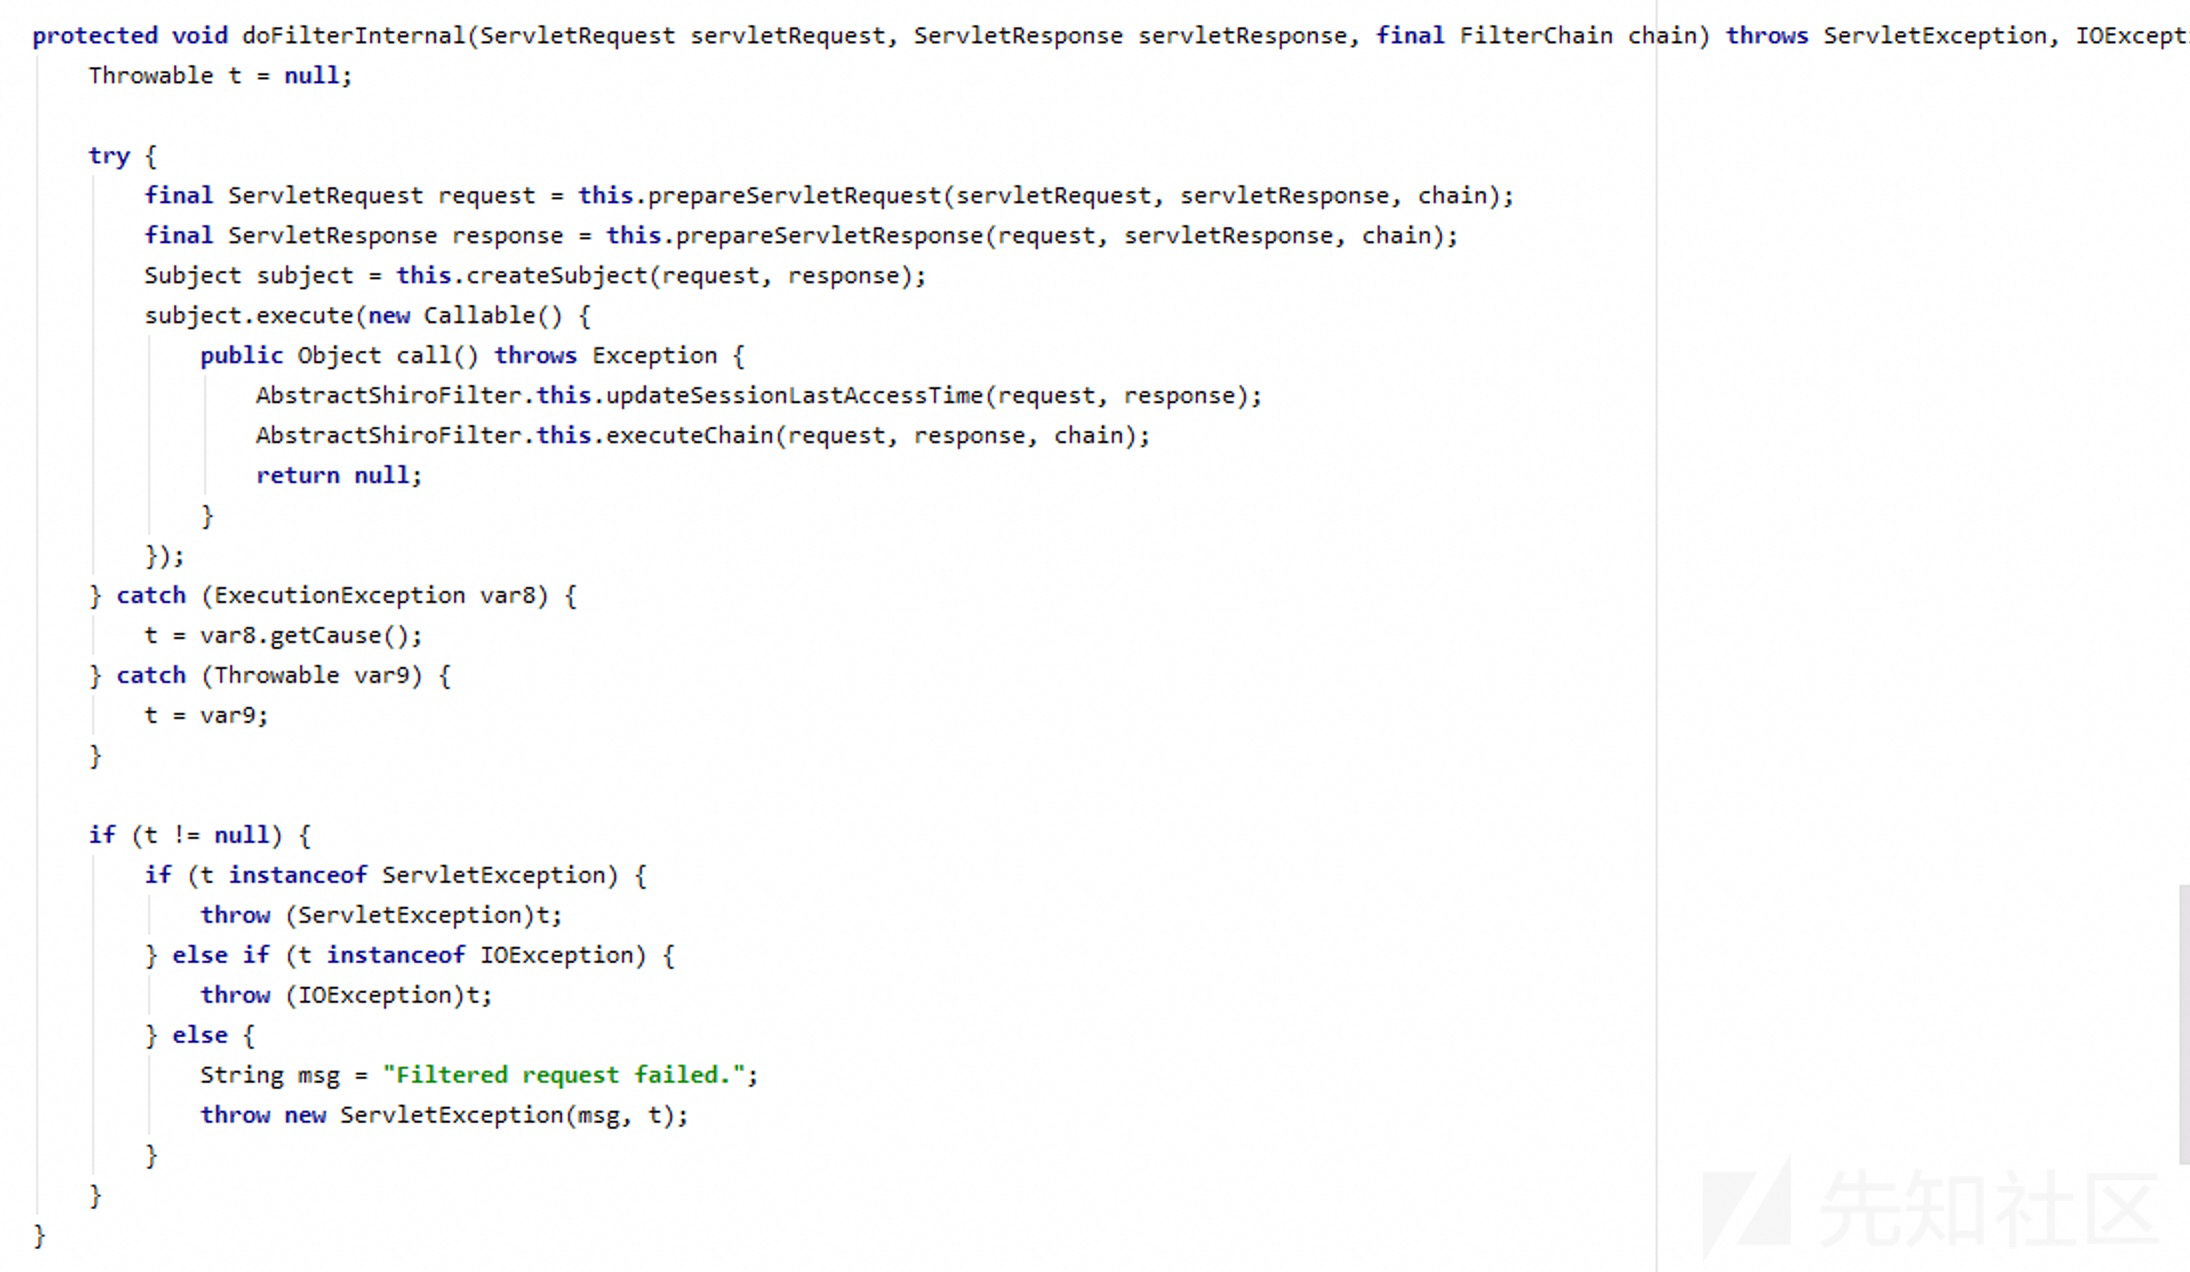 protected void doFilterInternal(ServletRequest servletRequest, ServletResponse servletResponse, final FilterChain chain) throws ServletException, IOExcept
    Throwable t = null;

    try {
        final ServletRequest request = this.prepareServletRequest(servletRequest, servletResponse, chain);
        final ServletResponse response = this.prepareServletResponse(request, servletResponse, chain);
        Subject subject = this.createSubject(request, response);
        subject.execute(new Callable() {
            public Object call() throws Exception {
                AbstractShiroFilter.this.updateSessionLastAccessTime(request, response);
                AbstractShiroFilter.this.executeChain(request, response, chain);
                return null;
            }
        });
    } catch (ExecutionException var8) {
        t = var8.getCause();
    } catch (Throwable var9) {
        t = var9;
    }

    if (t != null) {
        if (t instanceof ServletException) {
            throw (ServletException)t;
        } else if (t instanceof IOException) {
            throw (IOException)t;
        } else {
            String msg = "Filtered request failed.";
            throw new ServletException(msg, t);
        }
    }
}
先知社区